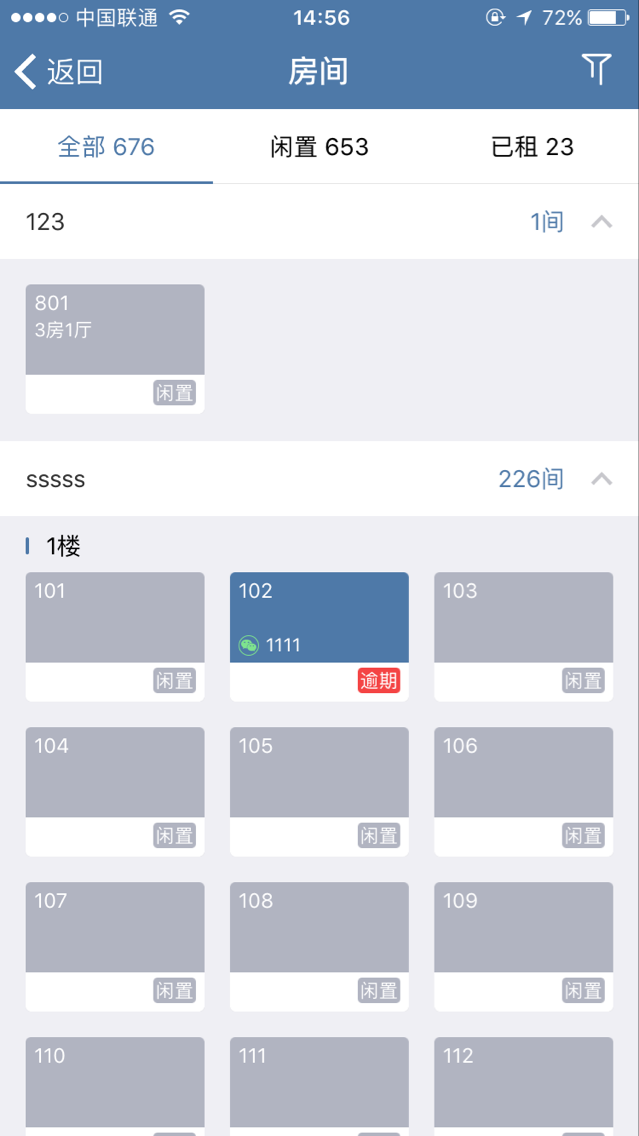 中国联通 14:56 72%
返回 房间
全部 676 闲置 653 已租 23
123 1间
801
3房1厅
闲置
sssss 226间
1楼
101 102 103
1111
闲置 逾期 闲置
104 105 106
闲置 闲置 闲置
107 108 109
闲置 闲置 闲置
110 111 112